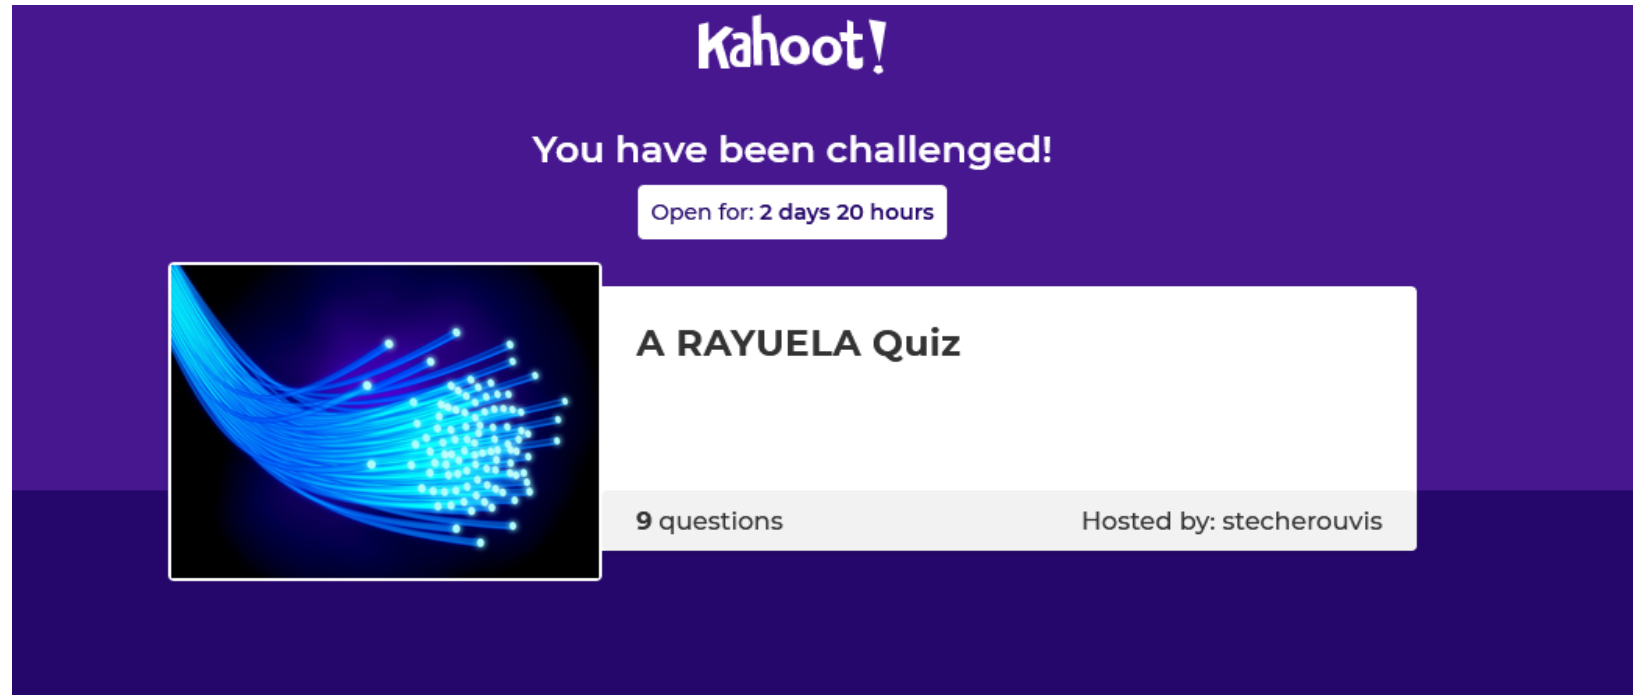 Kahoot!
You have been challenged!
Open for: 2 days 20 hours
A RAYUELA Quiz
9 questions
Hosted by: stecherouvis